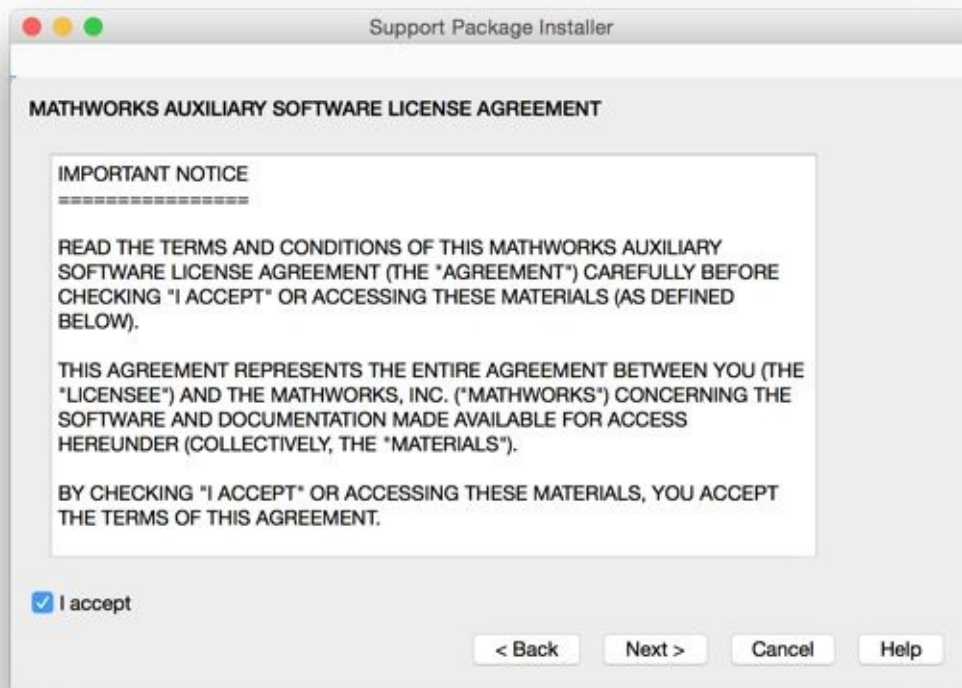 Support Package Installer
MATHWORKS AUXILIARY SOFTWARE LICENSE AGREEMENT
IMPORTANT NOTICE
================
READ THE TERMS AND CONDITIONS OF THIS MATHWORKS AUXILIARY
SOFTWARE LICENSE AGREEMENT (THE "AGREEMENT") CAREFULLY BEFORE
CHECKING "I ACCEPT" OR ACCESSING THESE MATERIALS (AS DEFINED
BELOW).
THIS AGREEMENT REPRESENTS THE ENTIRE AGREEMENT BETWEEN YOU (THE
"LICENSEE") AND THE MATHWORKS, INC. ("MATHWORKS") CONCERNING THE
SOFTWARE AND DOCUMENTATION MADE AVAILABLE FOR ACCESS
HEREUNDER (COLLECTIVELY, THE "MATERIALS").
BY CHECKING "I ACCEPT" OR ACCESSING THESE MATERIALS, YOU ACCEPT
THE TERMS OF THIS AGREEMENT.
I accept
< Back Next > Cancel Help